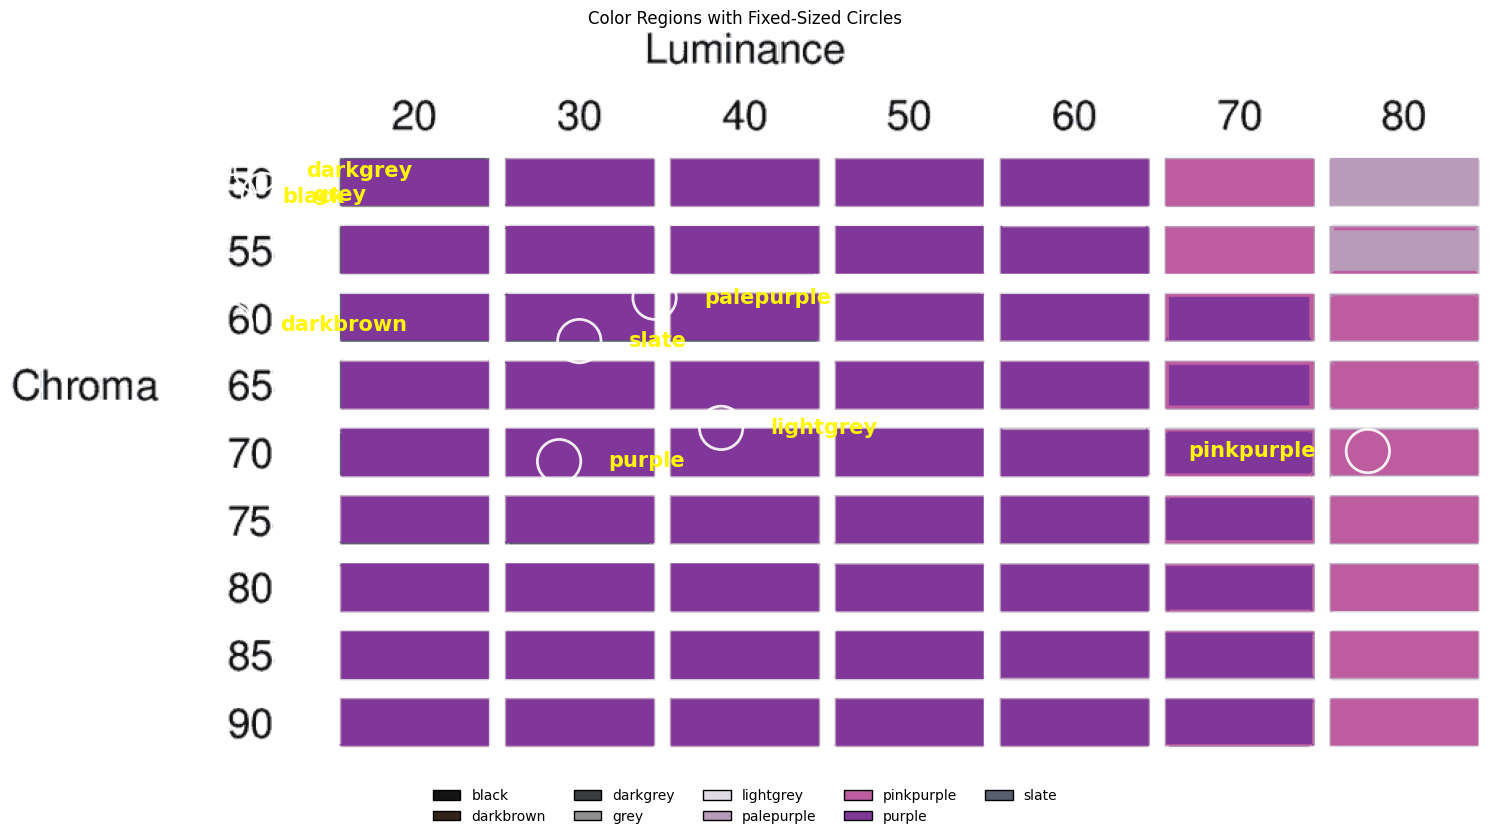 Color Regions with Fixed-Sized Circles
Luminance
20 30 40 50 60 70 80
50 darkgrey
black grey
55
palepurple
60 darkbrown
slate
Chroma 65
lightgrey
70 purple pinkpurple
75
80
85
90
black darkgrey lightgrey pinkpurple slate
darkbrown grey palepurple purple